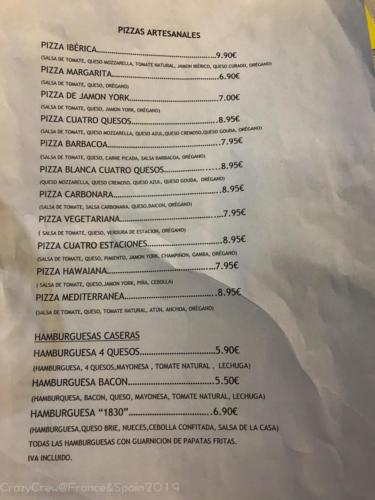 PIZZAS ARTESANALES
PIZZA IBÉRICA..........................................9.90€
(SALSA DE TOMATE, QUESO MOZZARELLA, TOMATE NATURAL, JAMON IBÉRICO, QUESO CURADO, ORÉGANO)
PIZZA MARGARITA..........................................6.90€
(SALSA DE TOMATE, QUESO, ORÉGANO)
PIZZA DE JAMON YORK..............................7.00€
(SALSA DE TOMATE, QUESO, JAMON YORK, ORÉGANO)
PIZZA CUATRO QUESOS..............................8.95€
(SALSA DE TOMATE, QUESO MOZZARELLA, QUESO AZUL,QUESO CREMOSO,QUESO GOUDA, ORÉGANO)
PIZZA BARBACOA..........................................7.95€
(SALSA DE TOMATE, QUESO, CARNE PICADA, SALSA BARBACOA, ORÉGANO)
PIZZA BLANCA CUATRO QUESOS................8.95€
(QUESO MOZZARELLA, QUESO CREMOSO, QUESO AZUL, QUESO GOUDA, ORÉGANO)
PIZZA CARBONARA......................................8.95€
(SALSA DE TOMATE, SALSA CARBONARA, QUESO,BAICON, ORÉGANO)
PIZZA VEGETARIANA....................................7.95€
( SALSA DE TOMATE, QUESO, VERDURA DE ESTACION, ORÉGANO)
PIZZA CUATRO ESTACIONES........................8.95€
(SALSA DE TOMATE, QUESO, PIMIENTO, JAMON YORK, CHAMPIÑON, GAMBA, ORÉGANO)
PIZZA HAWAIANA........................................7.95€
( SALSA DE TOMATE, QUESO,JAMON YORK, PIÑA, CEBOLLA)
PIZZA MEDITERRANEA................................8.95€
(SALSA DE TOMATE, QUESO, TOMATE NATURAL, ATÚN, ANCHOA, ORÉGANO)
HAMBURGUESAS CASERAS
HAMBURGUESA 4 QUESOS..........................5.90€
(HAMBURGUESA, 4 QUESOS,MAYONESA , TOMATE NATURAL , LECHUGA)
HAMBURGUESA BACON..............................5.50€
(HAMBURQUESA, BACON, QUESO, MAYONESA, TOMATE NATURAL, LECHUGA)
HAMBURGUESA “1830”..............................6.90€
(HAMBURGUESA,QUESO BRIE, NUECES,CEBOLLA CONFITADA, SALSA DE LA CASA)
TODAS LAS HAMBURGUESAS CON GUARNICION DE PAPATAS FRITAS.
IVA INCLUIDO.
CrazyCrew@France&Spain2019